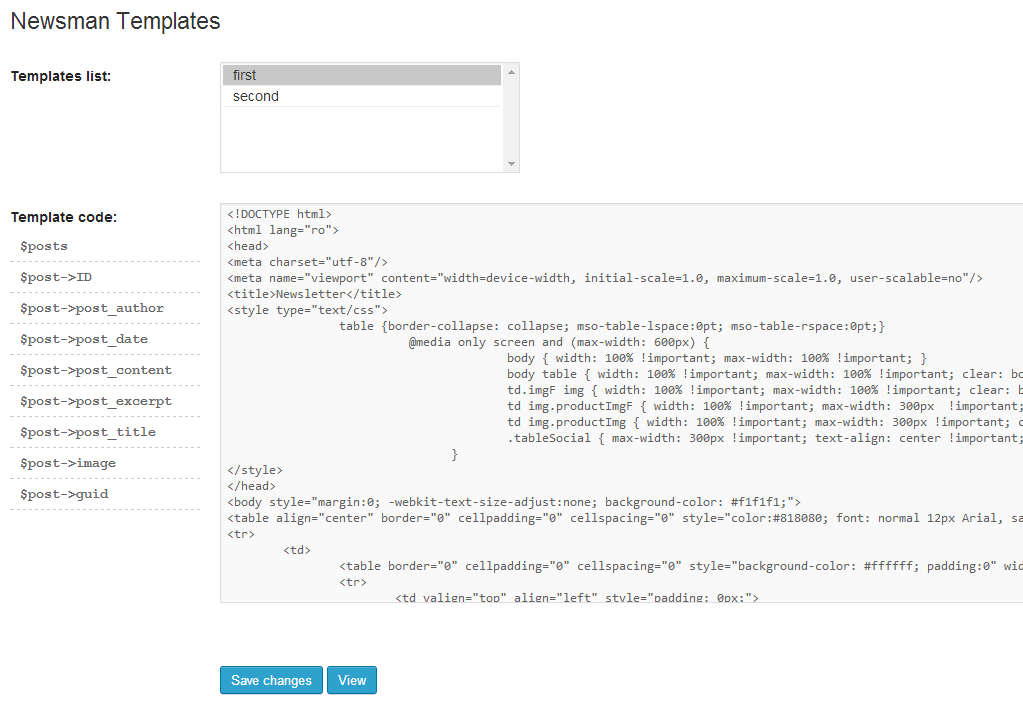 Newsman Templates
Templates list:
first
second
Template code:
$posts
$post->ID
$post->post_author
$post->post_date
$post->post_content
$post->post_excerpt
$post->post_title
$post->image
$post->guid
<!DOCTYPE html>
<html lang="ro">
<head>
<meta charset="utf-8"/>
<meta name="viewport" content="width=device-width, initial-scale=1.0, maximum-scale=1.0, user-scalable=no"/>
<title>Newsletter</title>
<style type="text/css">
table {border-collapse: collapse; mso-table-lspace:0pt; mso-table-rspace:0pt;}
@media only screen and (max-width: 600px) {
body { width: 100% !important; max-width: 100% !important; }
body table { width: 100% !important; max-width: 100% !important; clear: bo
td.imgF img { width: 100% !important; max-width: 100% !important; clear: b
td img.productImgF { width: 100% !important; max-width: 300px  !important;
td img.productImg { width: 100% !important; max-width: 300px !important; c
.tableSocial { max-width: 300px !important; text-align: center !important;
}
</style>
</head>
<body style="margin:0; -webkit-text-size-adjust:none; background-color: #f1f1f1;">
<table align="center" border="0" cellpadding="0" cellspacing="0" style="color:#818080; font: normal 12px Arial, sa
<tr>
<td>
<table border="0" cellpadding="0" cellspacing="0" style="background-color: #ffffff; padding:0" wid
<tr>
<td valign="top" align="left" style="padding: 0px;">
Save changes
View